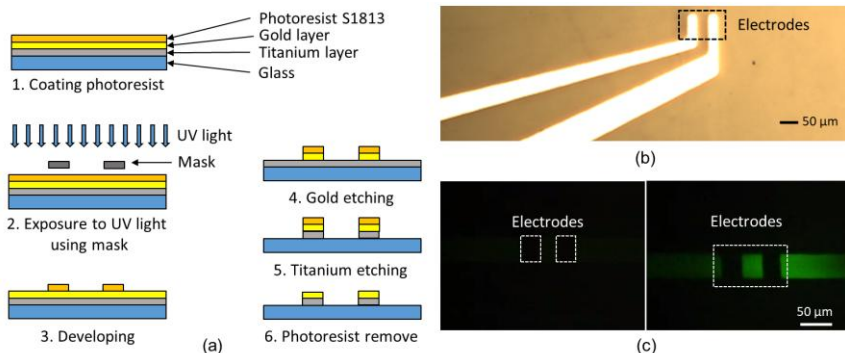 Photoresist S1813
Gold layer
Titanium layer
Glass
1. Coating photoresist
UV light
Mask
2. Exposure to UV light
using mask
3. Developing
4. Gold etching
5. Titanium etching
6. Photoresist remove
(a)
Electrodes
50 µm
(b)
Electrodes
Electrodes
50 µm
(c)